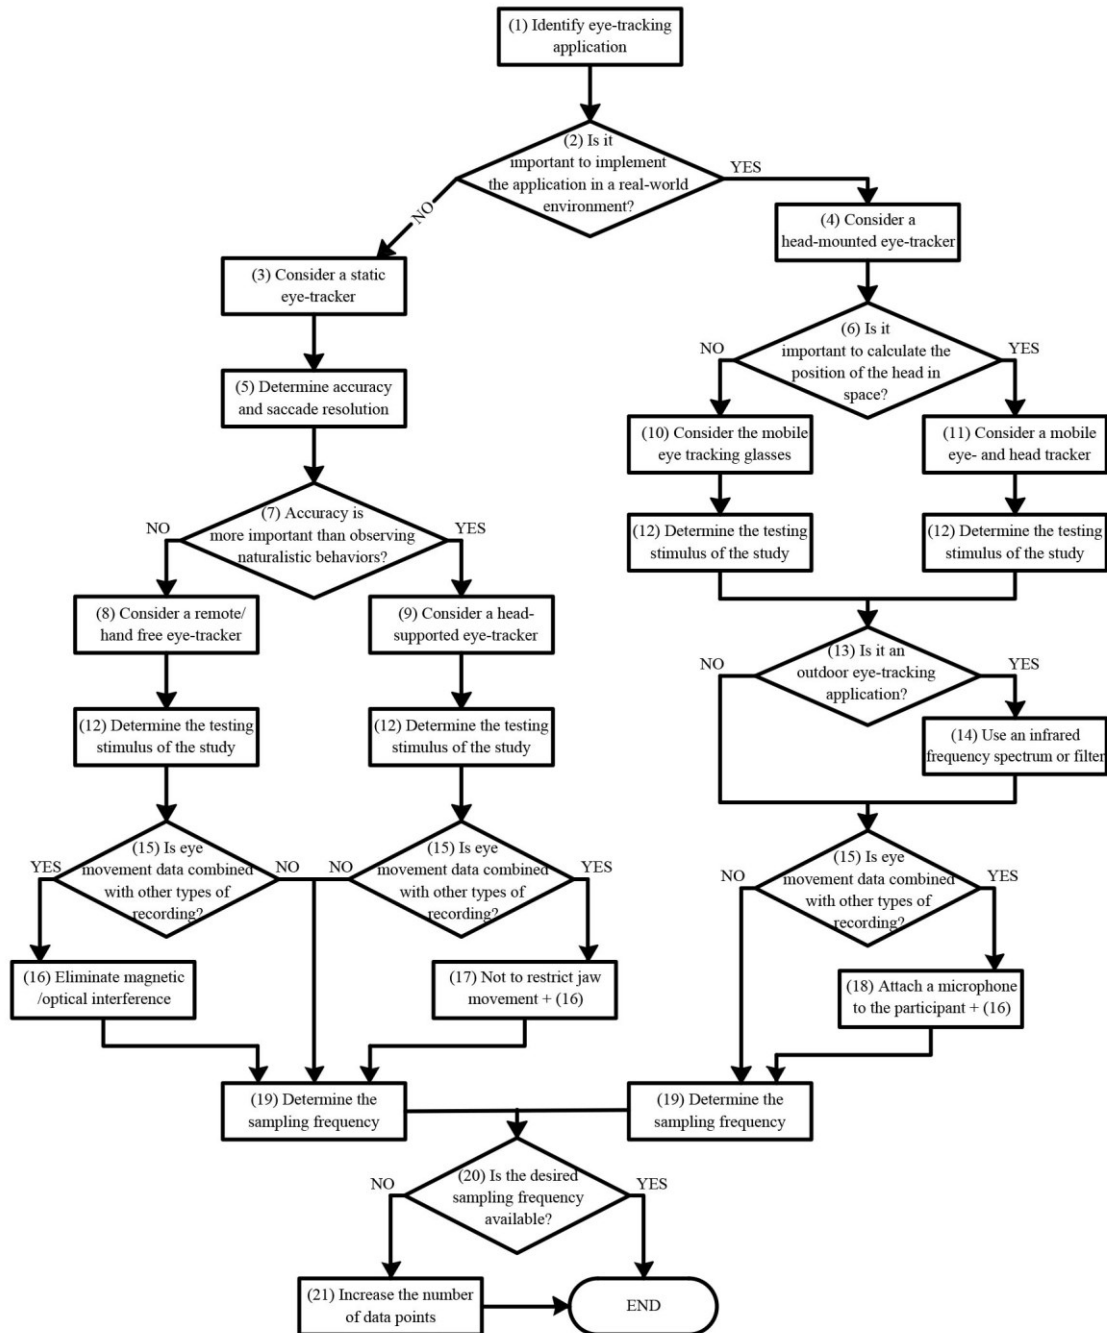 (1) Identify eye-tracking
application
(2) Is it
important to implement
the application in a real-world
environment?
YES
NO
(4) Consider a
head-mounted eye-tracker
(3) Consider a static
eye-tracker
(6) Is it
important to calculate the
position of the head in
space?
NO
YES
(5) Determine accuracy
and saccade resolution
(10) Consider the mobile
eye tracking glasses
(11) Consider a mobile
eye- and head tracker
(7) Accuracy is
more important than observing
naturalistic behaviors?
NO
YES
(12) Determine the testing
stimulus of the study
(12) Determine the testing
stimulus of the study
(8) Consider a remote/
hand free eye-tracker
(9) Consider a head-
supported eye-tracker
(13) Is it an
outdoor eye-tracking
application?
NO
YES
(12) Determine the testing
stimulus of the study
(12) Determine the testing
stimulus of the study
(14) Use an infrared
frequency spectrum or filter
(15) Is eye
movement data combined
with other types of
recording?
YES
NO
(15) Is eye
movement data combined
with other types of
recording?
NO
YES
(15) Is eye
movement data combined
with other types of
recording?
NO
YES
(16) Eliminate magnetic
/optical interference
(17) Not to restrict jaw
movement + (16)
(18) Attach a microphone
to the participant + (16)
(19) Determine the
sampling frequency
(19) Determine the
sampling frequency
(20) Is the desired
sampling frequency
available?
NO
YES
(21) Increase the number
of data points
END